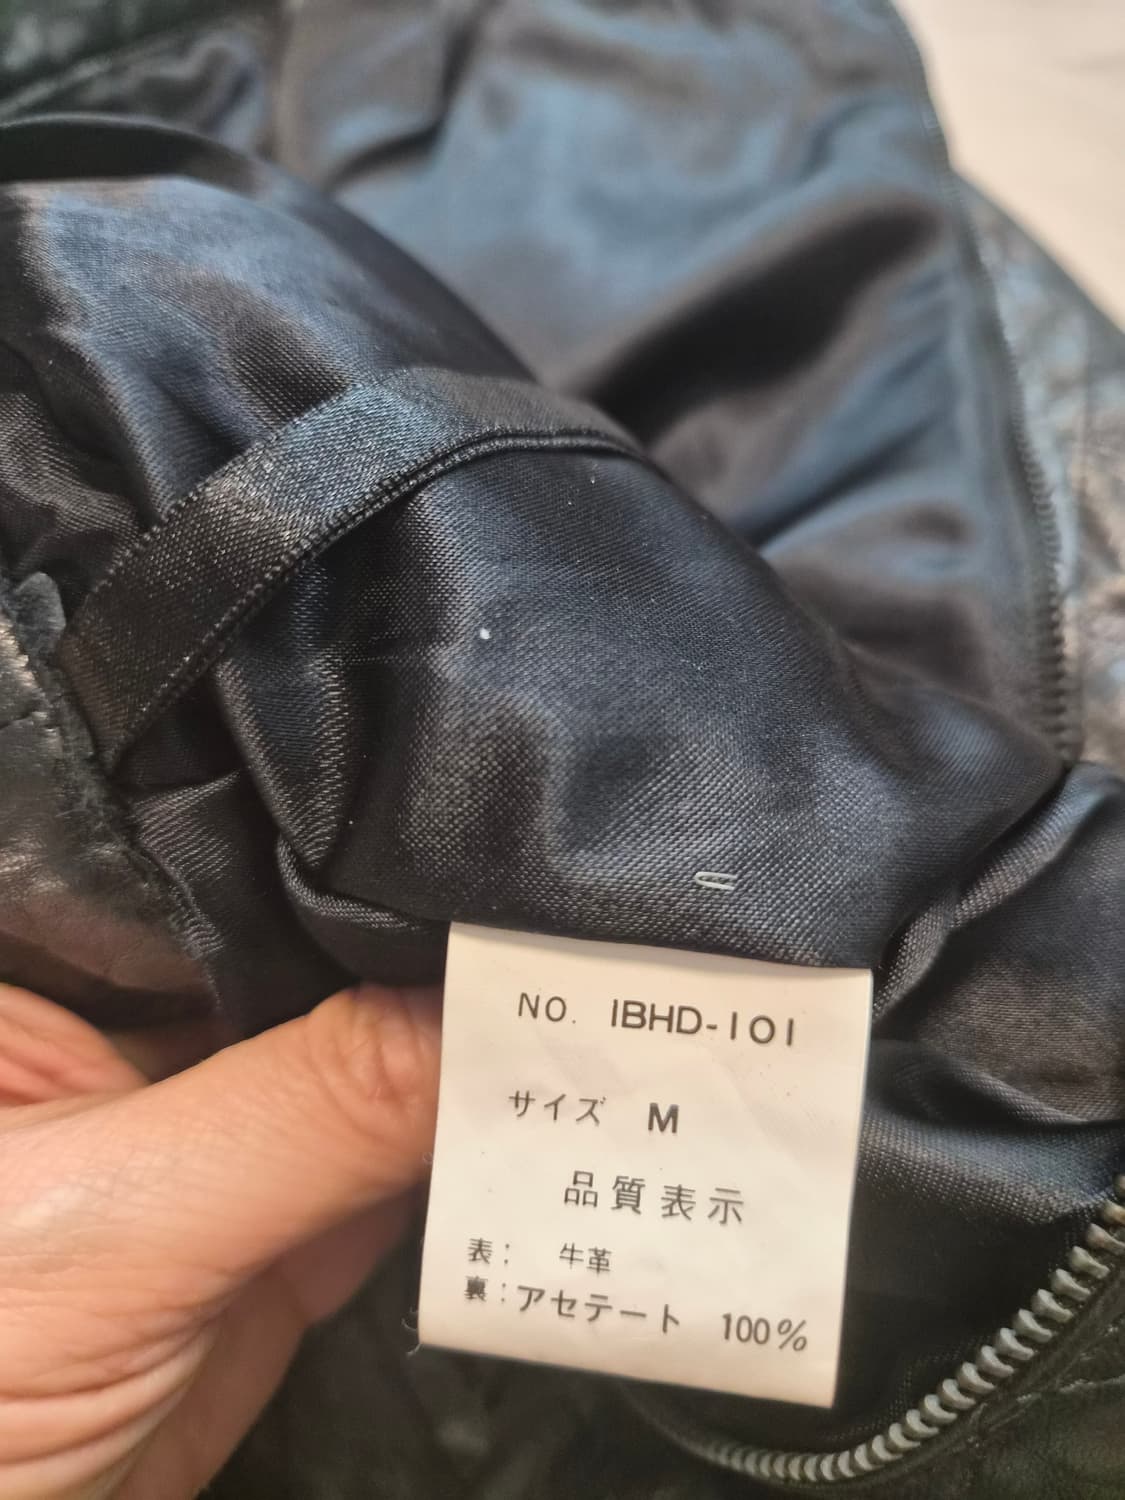 NO. IBHD-101
サイズ M
品質表示
表： 牛革
裏：アセテート 100%